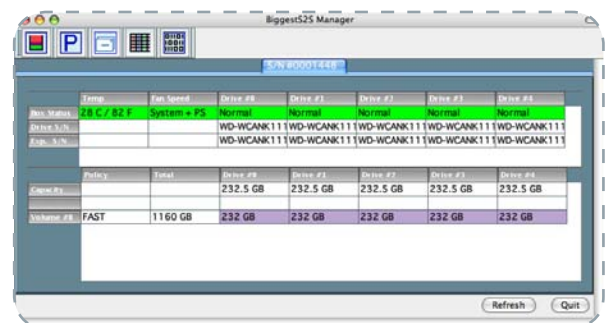 BiggestS2S Manager
P
S/N #0001448
Temp Fan Speed Drive #0 Drive #1 Drive #2 Drive #3 Drive #4
Box Status 28 C / 82 F System + PS Normal Normal Normal Normal Normal
Drive S/N WD-WCANK111 WD-WCANK111 WD-WCANK111 WD-WCANK111 WD-WCANK111
Exp. S/N WD-WCANK111 WD-WCANK111 WD-WCANK111 WD-WCANK111 WD-WCANK111
Policy Total Drive #0 Drive #1 Drive #2 Drive #3 Drive #4
Capacity 232.5 GB 232.5 GB 232.5 GB 232.5 GB 232.5 GB
Volume #0 FAST 1160 GB 232 GB 232 GB 232 GB 232 GB 232 GB
Refresh Quit